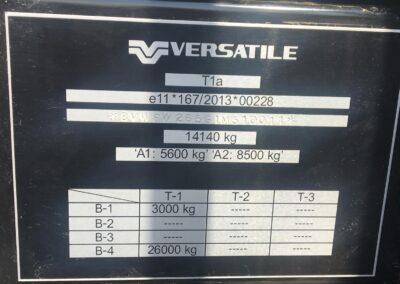 VERSATILE
T1a
e11*167/2013*00228
14140 kg
'A1: 5600 kg' 'A2: 8500 kg'
T-1 T-2 T-3
B-1 3000 kg ----- -----
B-2 ----- ----- -----
B-3 ----- ----- -----
B-4 26000 kg ----- -----